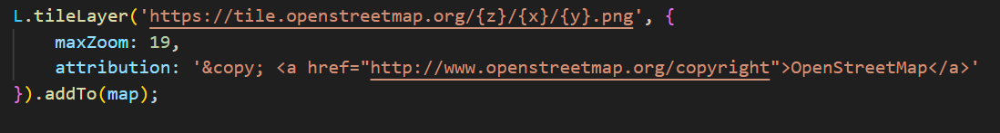 L.tileLayer('https://tile.openstreetmap.org/{z}/{x}/{y}.png', {
    maxZoom: 19,
    attribution: '&copy; <a href="http://www.openstreetmap.org/copyright">OpenStreetMap</a>'
}).addTo(map);